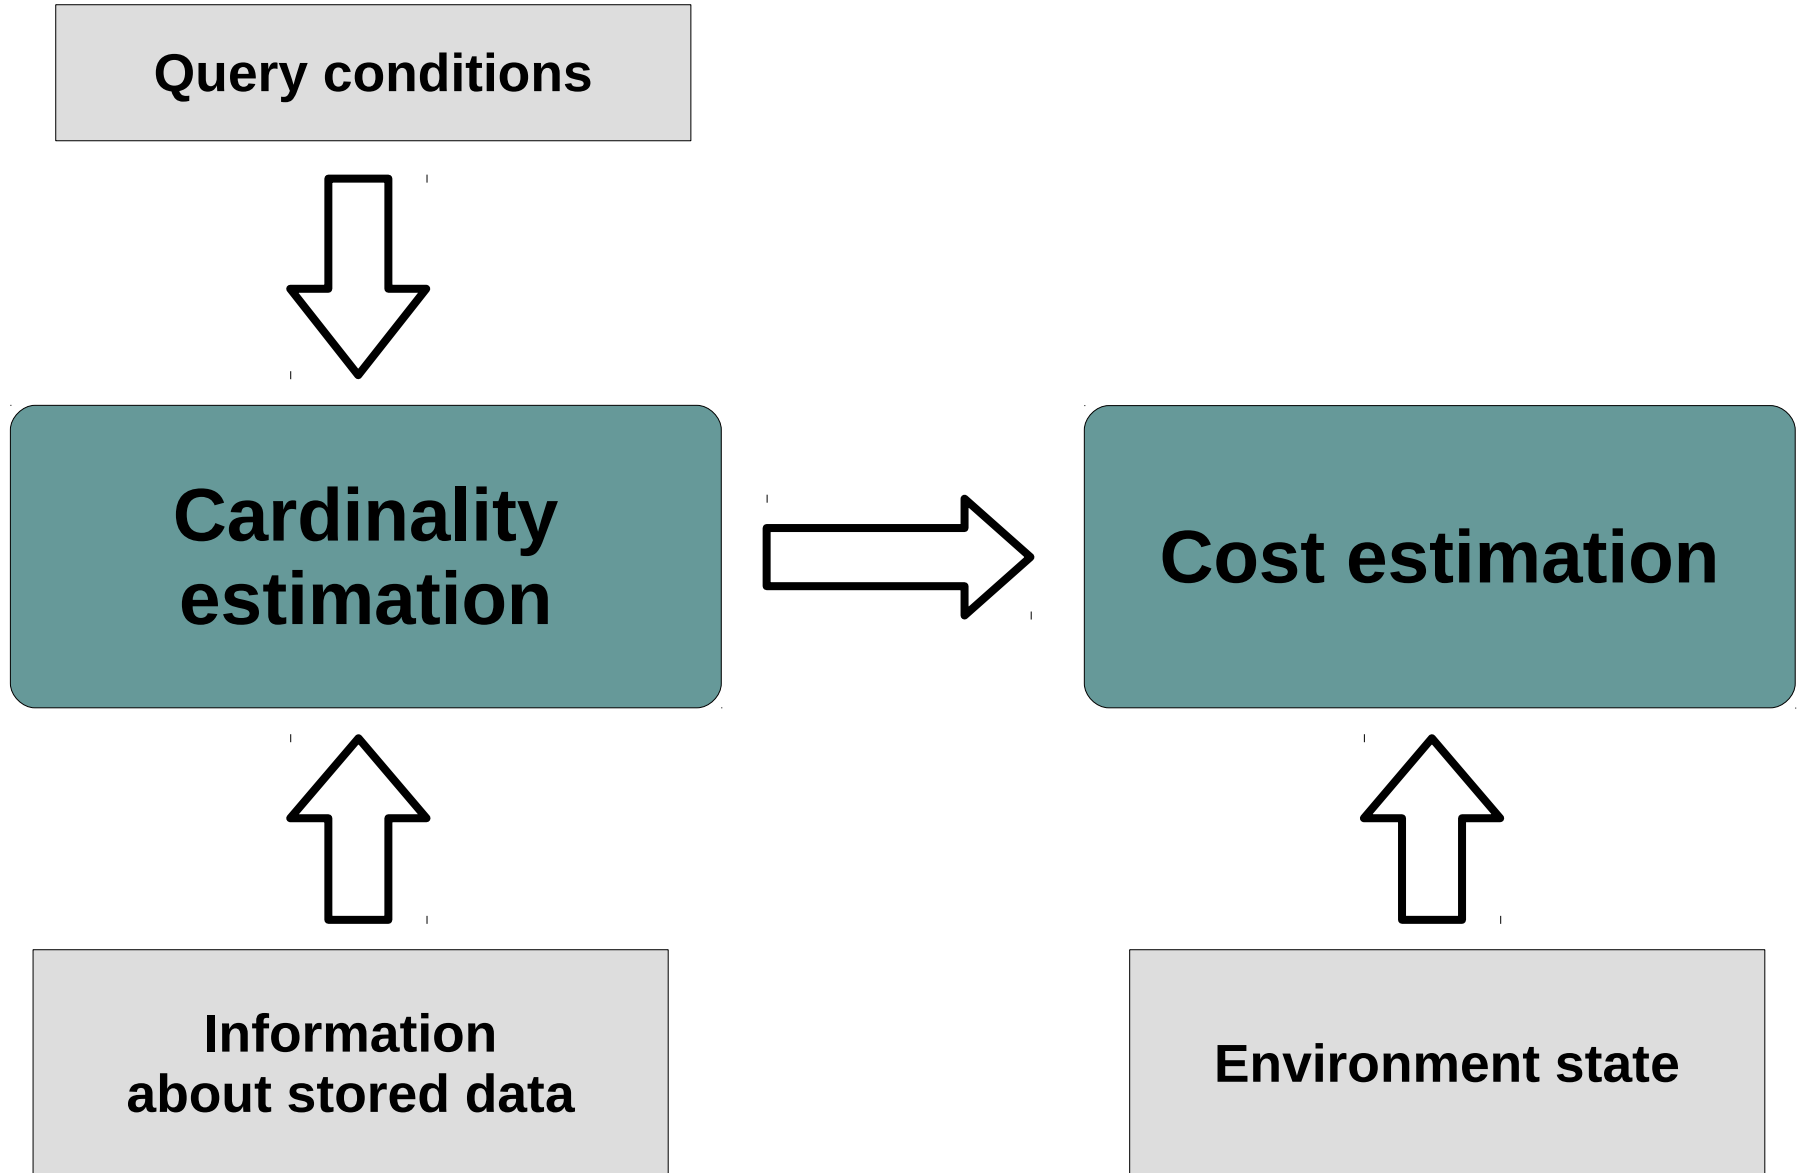 Query conditions
Cardinality
estimation
Cost estimation
Information
about stored data
Environment state